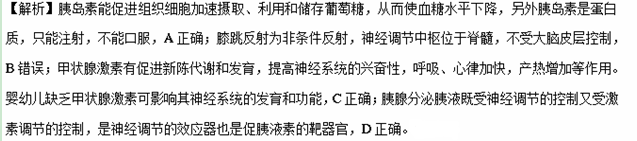 【解析】胰岛素能促进组织细胞加速摄取、利用和储存葡萄糖，从而使血糖水平下降，另外胰岛素是蛋白
质，只能注射，不能口服，A 正确；膝跳反射为非条件反射，神经调节中枢位于脊髓，不受大脑皮层控制，
B 错误；甲状腺激素有促进新陈代谢和发育，提高神经系统的兴奋性，呼吸、心律加快，产热增加等作用。
婴幼儿缺乏甲状腺激素可影响其神经系统的发育和功能，C 正确；胰腺分泌胰液既受神经调节的控制又受激
素调节的控制，是神经调节的效应器也是促胰液素的靶器官，D 正确。